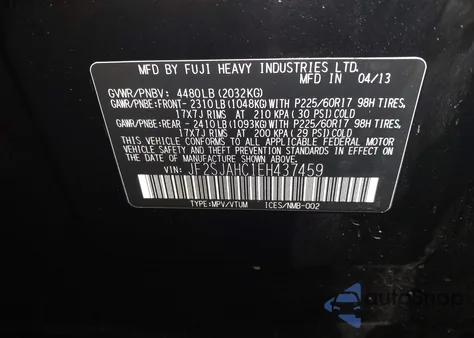 MFD BY FUJI HEAVY INDUSTRIES LTD.
MFD IN 04/13
GVWR/PNBV: 4480LB (2032KG)
GAWR/PNBE:FRONT-2310LB(1048KG)WITH P225/60R17 98H TIRES,
17X7J RIMS AT 210 KPA (30 PSI)COLD
GAWR/PNBE:REAR -2410LB(1093KG)WITH P225/60R17 98H TIRES,
17X7J RIMS AT 200 KPA (29 PSI)COLD
THIS VEHICLE CONFORMS TO ALL APPLICABLE FEDERAL MOTOR
VEHICLE SAFETY, BUMPER, AND THEFT PREVENTION STANDARDS
IN EFFECT ON THE DATE OF MANUFACTURE SHOWN ABOVE.
VIN: JF2SJAHC1EH437459
TYPE:MPV/VTUM ICES/NMB-002
autoShop